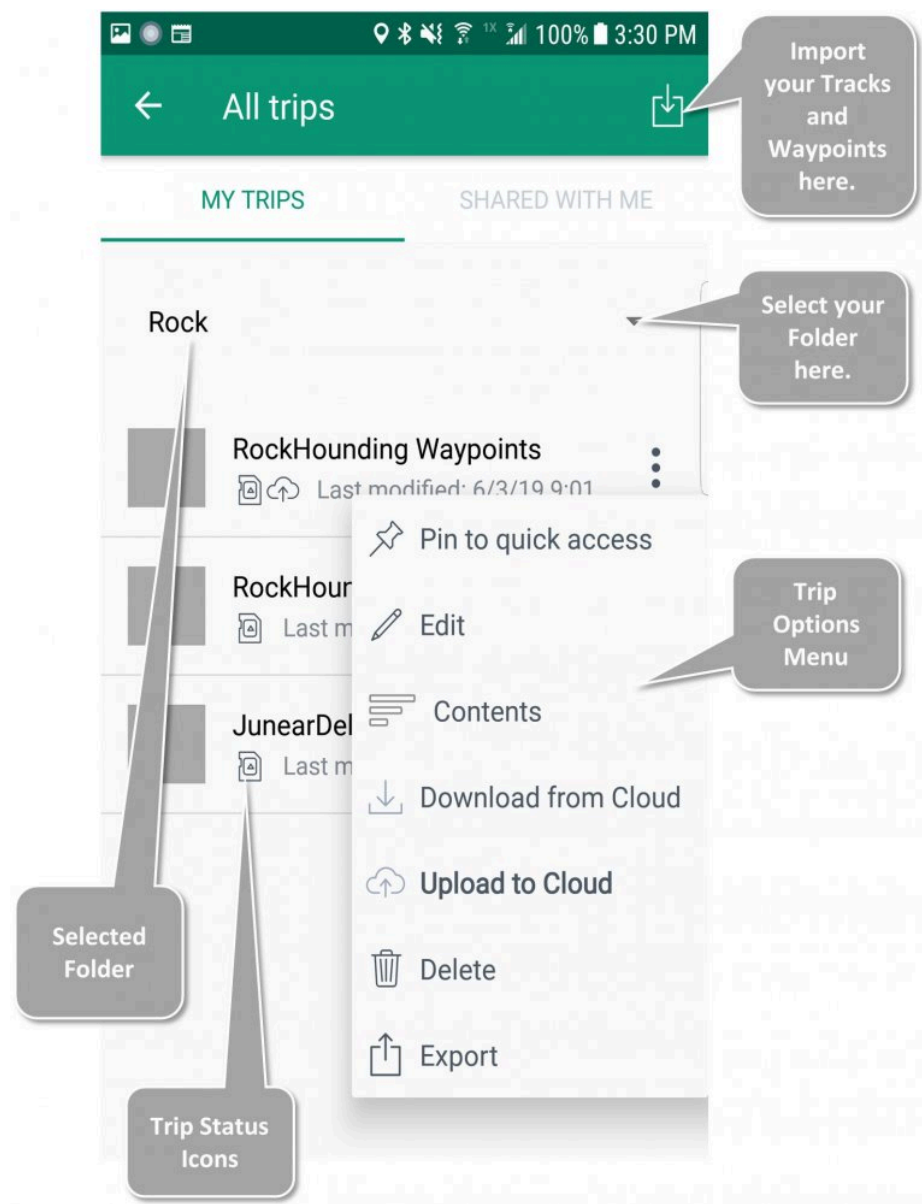 1X 100% 3:30 PM
All trips
Import
your Tracks
and
Waypoints
here.
MY TRIPS
SHARED WITH ME
Rock
Select your
Folder
here.
RockHounding Waypoints
Last modified: 6/3/19 9:01
Pin to quick access
RockHour
Last m
Edit
Trip
Options
Menu
Contents
JunearDel
Last m
Download from Cloud
Upload to Cloud
Selected
Folder
Delete
Export
Trip Status
Icons